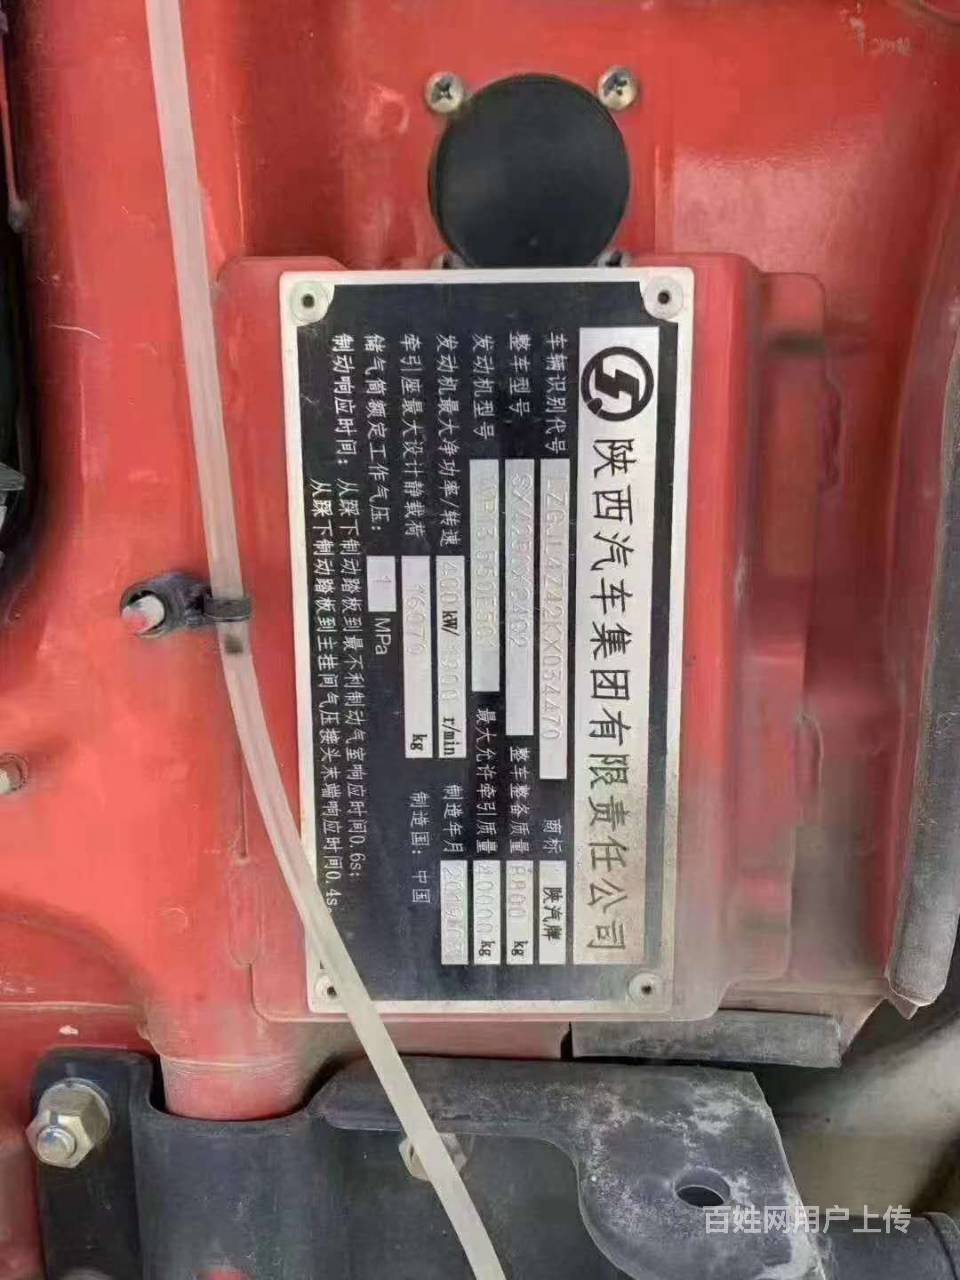 陕西汽车集团有限责任公司
车辆识别代号 LZGJL4Z42KX034470 商标 陕汽牌
整车型号 整车整备质量 8800 kg
发动机型号 WP13.550E501 最大允许牵引质量 40000 kg
发动机最大净功率/转速 400 kW/ 1900 r/min 制造年月
牵引座最大设计静载荷 16070 kg 制造国:中国
储气筒额定工作气压: 1 MPa
制动响应时间:从踩下制动踏板到最不利制动气室响应时间0.6s;
从踩下制动踏板到主挂间气压接头末端响应时间0.4s。
百姓网用户上传